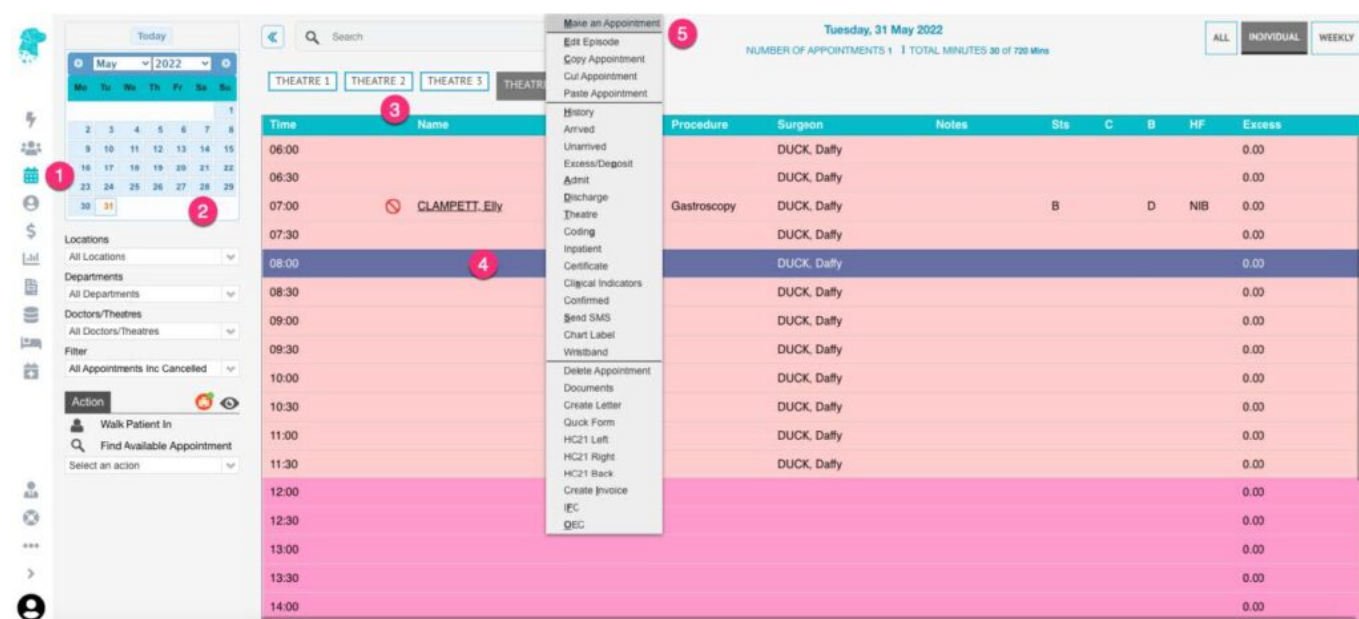 Today
May 2022
Mo Tu We Th Fr Sa Su
1
2 3 4 5 6 7 8
9 10 11 12 13 14 15
16 17 18 19 20 21 22
23 24 25 26 27 28 29
30 31
1
2
Locations
All Locations
Departments
All Departments
Doctors/Theatres
All Doctors/Theatres
Filter
All Appointments Inc Cancelled
Action
Walk Patient In
Find Available Appointment
Select an action
Search
Tuesday, 31 May 2022
NUMBER OF APPOINTMENTS 1 | TOTAL MINUTES 30 of 720 Mins
ALL INDIVIDUAL WEEKLY
THEATRE 1 THEATRE 2 THEATRE 3 THEATRE
3
Time Name Procedure Surgeon Notes Sts C B HF Excess
06:00 DUCK, Daffy 0.00
06:30 DUCK, Daffy 0.00
07:00 CLAMPETT, Elly Gastroscopy DUCK, Daffy B D NIB 0.00
07:30 DUCK, Daffy 0.00
08:00 4 DUCK, Daffy 0.00
08:30 DUCK, Daffy 0.00
09:00 DUCK, Daffy 0.00
09:30 DUCK, Daffy 0.00
10:00 DUCK, Daffy 0.00
10:30 DUCK, Daffy 0.00
11:00 DUCK, Daffy 0.00
11:30 DUCK, Daffy 0.00
12:00 0.00
12:30 0.00
13:00 0.00
13:30 0.00
14:00 0.00
Make an Appointment
5
Edit Episode
Copy Appointment
Cut Appointment
Paste Appointment
History
Arrived
Unarrived
Excess/Deposit
Admit
Discharge
Theatre
Coding
Inpatient
Certificate
Clinical Indicators
Confirmed
Send SMS
Chart Label
Wristband
Delete Appointment
Documents
Create Letter
Quick Form
HC21 Left
HC21 Right
HC21 Back
Create Invoice
IFC
OEC